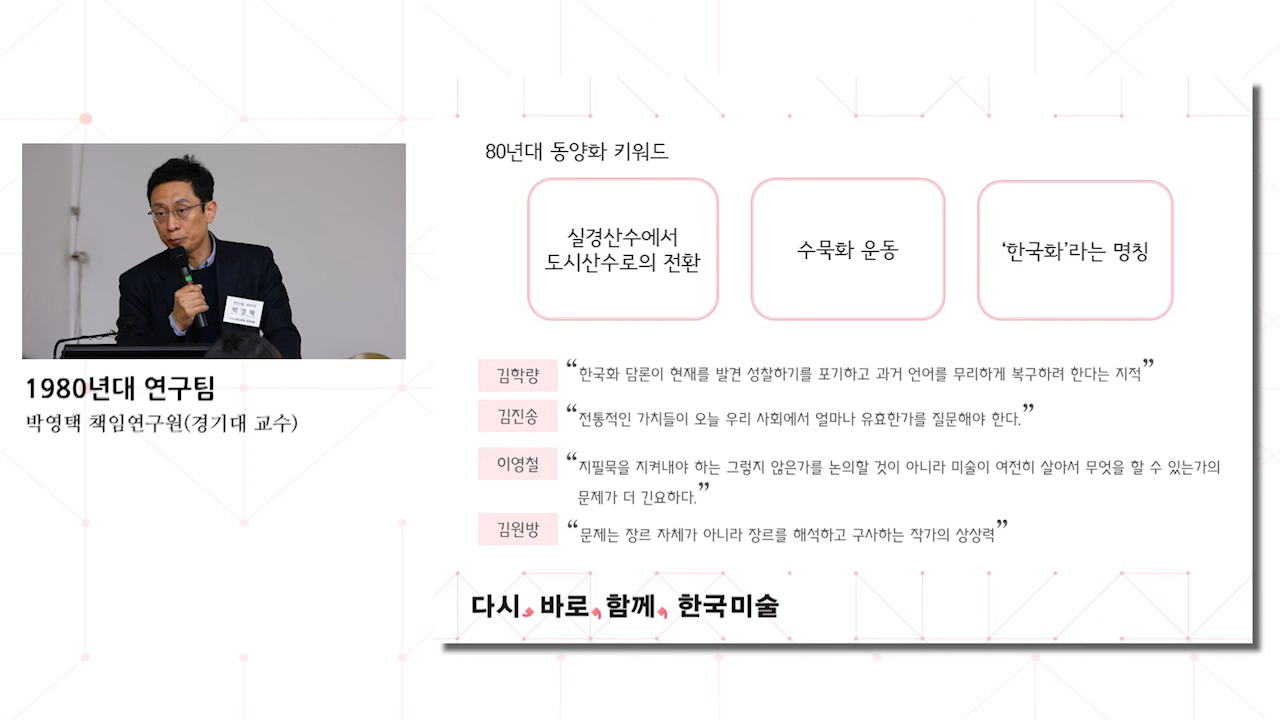 박영택
1980년대 연구팀
박영택 책임연구원(경기대 교수)
80년대 동양화 키워드
실경산수에서
도시산수로의 전환
수묵화 운동
‘한국화’라는 명칭
김학량 “한국화 담론이 현재를 발견 성찰하기를 포기하고 과거 언어를 무리하게 복구하려 한다는 지적”
김진송 “전통적인 가치들이 오늘 우리 사회에서 얼마나 유효한가를 질문해야 한다.”
이영철 “지필묵을 지켜내야 하는 그렇지 않은가를 논의할 것이 아니라 미술이 여전히 살아서 무엇을 할 수 있는가의
문제가 더 긴요하다.”
김원방 “문제는 장르 자체가 아니라 장르를 해석하고 구사하는 작가의 상상력”
다시, 바로, 함께, 한국미술